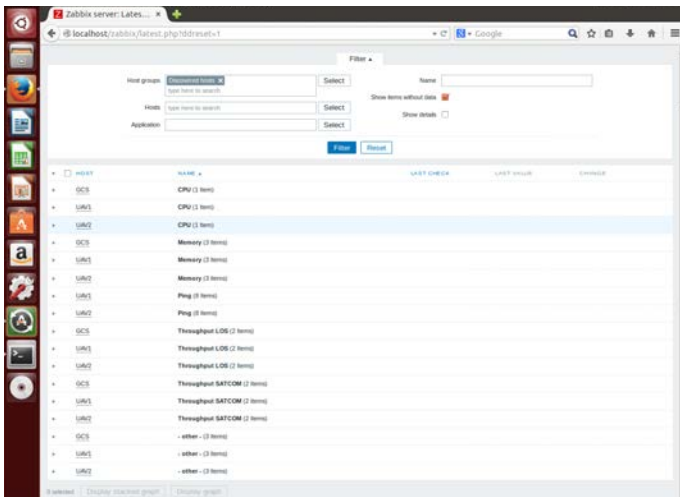 Zabbix server: Lates...
localhost/zabbix/latest.php?ddreset=1
Google
Filter
Host groups Discovered hosts Select Name
type here to search
Show items without data
Hosts type here to search Select
Show details
Application Select
Filter Reset
HOST NAME LAST CHECK LAST VALUE CHANGE
GCS CPU (1 Item)
UAV1 CPU (1 Item)
UAV2 CPU (1 Item)
GCS Memory (3 Items)
UAV1 Memory (3 Items)
UAV2 Memory (3 Items)
UAV1 Ping (8 Items)
UAV2 Ping (8 Items)
GCS Throughput LOS (2 Items)
UAV1 Throughput LOS (2 Items)
UAV2 Throughput LOS (2 Items)
GCS Throughput SATCOM (2 Items)
UAV1 Throughput SATCOM (2 Items)
UAV2 Throughput SATCOM (2 Items)
GCS - other - (3 Items)
UAV1 - other - (3 Items)
UAV2 - other - (3 Items)
0 selected Display stacked graph Display graph